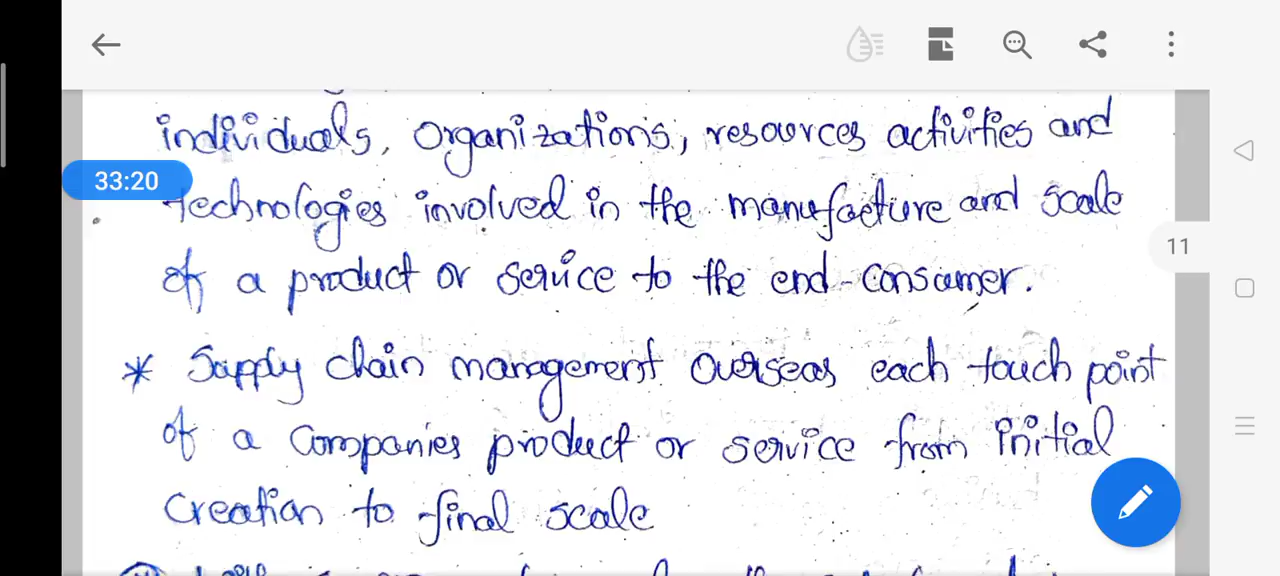 individuals, organizations, resources activities and
33:20
technologies involved in the manufacture and scale
11
of a product or service to the end-consumer.
* Supply chain management overseas each touch point
of a companies product or service from initial
creation to final scale